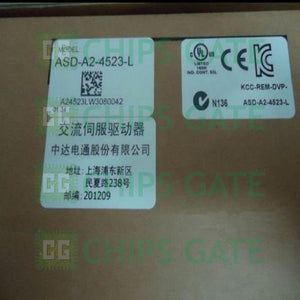 MODEL
ASD-A2-4523-L
A24523LW3080042
交流伺服驱动器
中达电通股份有限公司
地址: 上海浦东新区
民夏路238号
邮编: 201209
UL
LISTED
IND. CONT. EQ.
KCC-REM-DVP-
N136
ASD-A2-4523-L
CHIPS GATE
CHIPS GATE